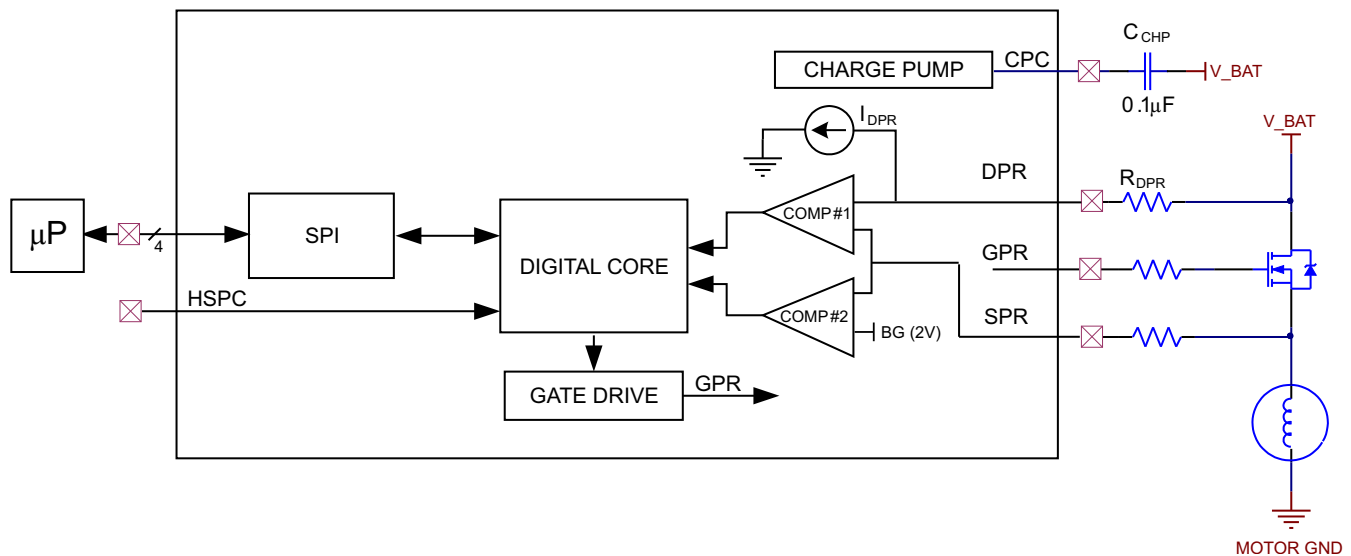 C CHP
CHARGE PUMP
CPC
V_BAT
0.1µF
I DPR
V_BAT
DPR
R DPR
COMP#1
µP
4
SPI
DIGITAL CORE
GPR
HSPC
COMP#2
BG (2V)
SPR
GATE DRIVE
GPR
MOTOR GND